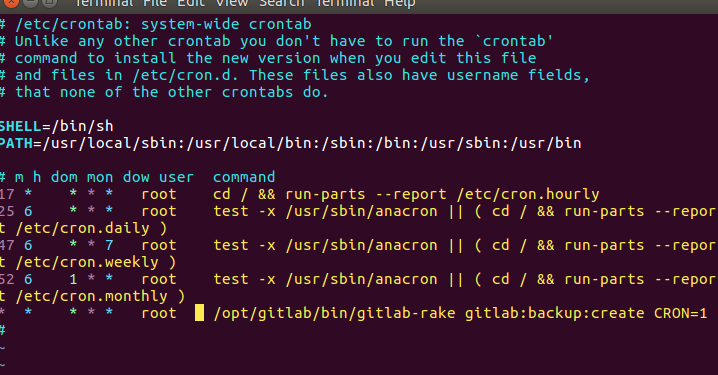 Terminal File Edit View Search Terminal Help
# /etc/crontab: system-wide crontab
# Unlike any other crontab you don't have to run the `crontab'
# command to install the new version when you edit this file
# and files in /etc/cron.d. These files also have username fields,
# that none of the other crontabs do.
SHELL=/bin/sh
PATH=/usr/local/sbin:/usr/local/bin:/sbin:/bin:/usr/sbin:/usr/bin
# m h dom mon dow user  command
17 *    * * *   root    cd / && run-parts --report /etc/cron.hourly
25 6    * * *   root    test -x /usr/sbin/anacron || ( cd / && run-parts --repor
t /etc/cron.daily )
47 6    * * 7   root    test -x /usr/sbin/anacron || ( cd / && run-parts --repor
t /etc/cron.weekly )
52 6    1 * *   root    test -x /usr/sbin/anacron || ( cd / && run-parts --repor
t /etc/cron.monthly )
* *    * * *   root    /opt/gitlab/bin/gitlab-rake gitlab:backup:create CRON=1
#
~
~